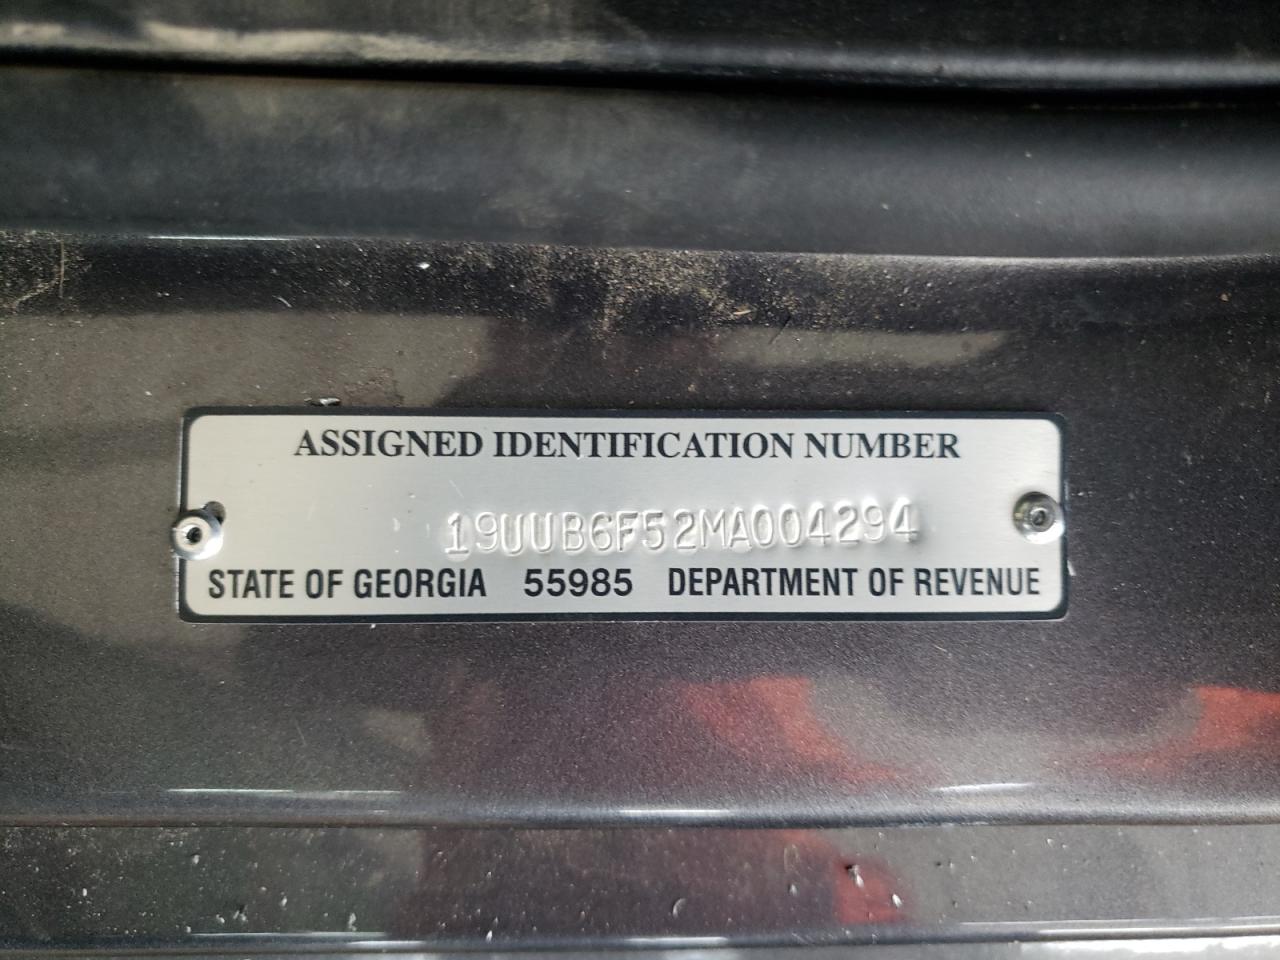 ASSIGNED IDENTIFICATION NUMBER
19UUB6F52MA004294
STATE OF GEORGIA 55985 DEPARTMENT OF REVENUE